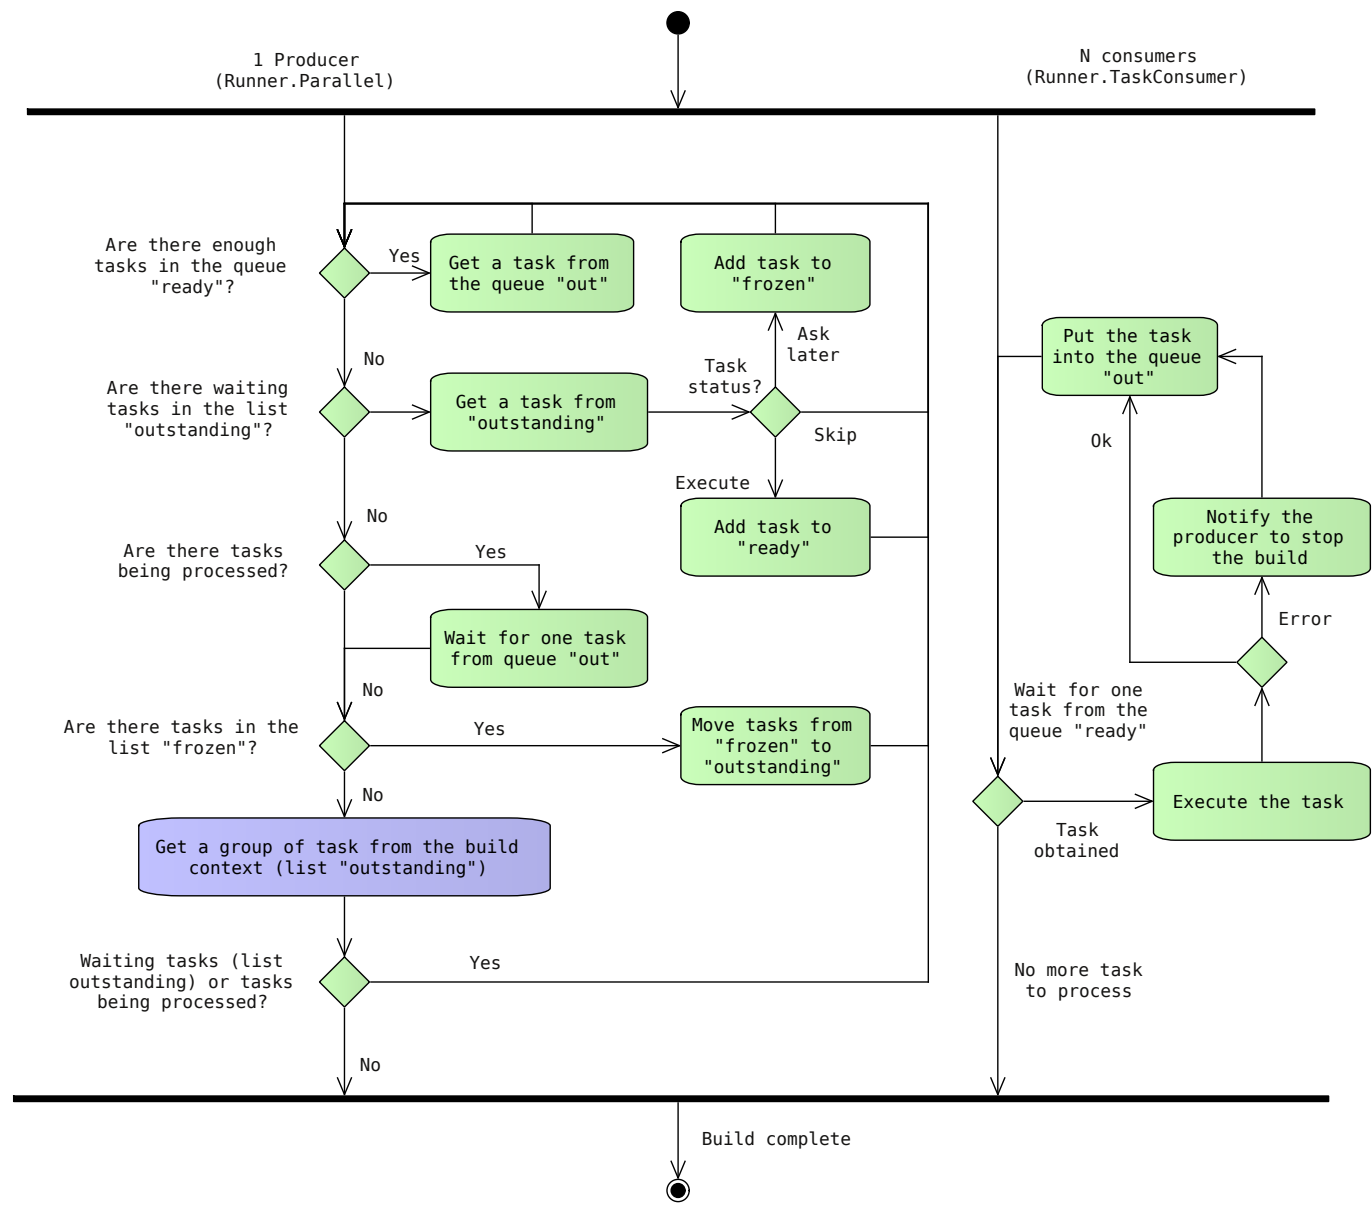 1 Producer
(Runner.Parallel)
N consumers
(Runner.TaskConsumer)
Are there enough
tasks in the queue
"ready"?
Yes
Get a task from
the queue "out"
Add task to
"frozen"
Ask
later
No
Task
status?
Are there waiting
tasks in the list
"outstanding"?
Get a task from
"outstanding"
Skip
Execute
Add task to
"ready"
No
Are there tasks
being processed?
Yes
Wait for one task
from queue "out"
No
Are there tasks in the
list "frozen"?
Yes
Move tasks from
"frozen" to
"outstanding"
No
Get a group of task from the build
context (list "outstanding")
Waiting tasks (list
outstanding) or tasks
being processed?
Yes
No
Put the task
into the queue
"out"
Ok
Notify the
producer to stop
the build
Error
Wait for one
task from the
queue "ready"
Execute the task
Task
obtained
No more task
to process
Build complete